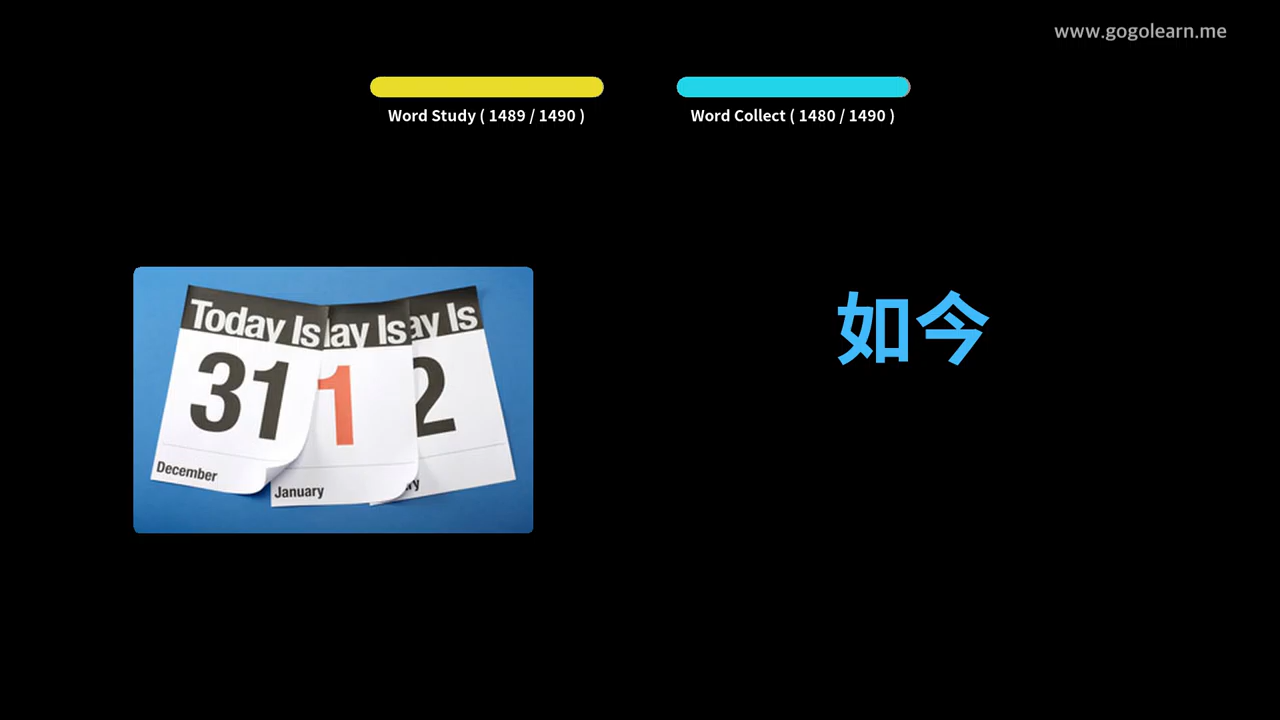 www.gogolearn.me
Word Study ( 1489 / 1490 )
Word Collect ( 1480 / 1490 )
如今
Today Is
31
December
ay Is
1
January
ay Is
2
ry